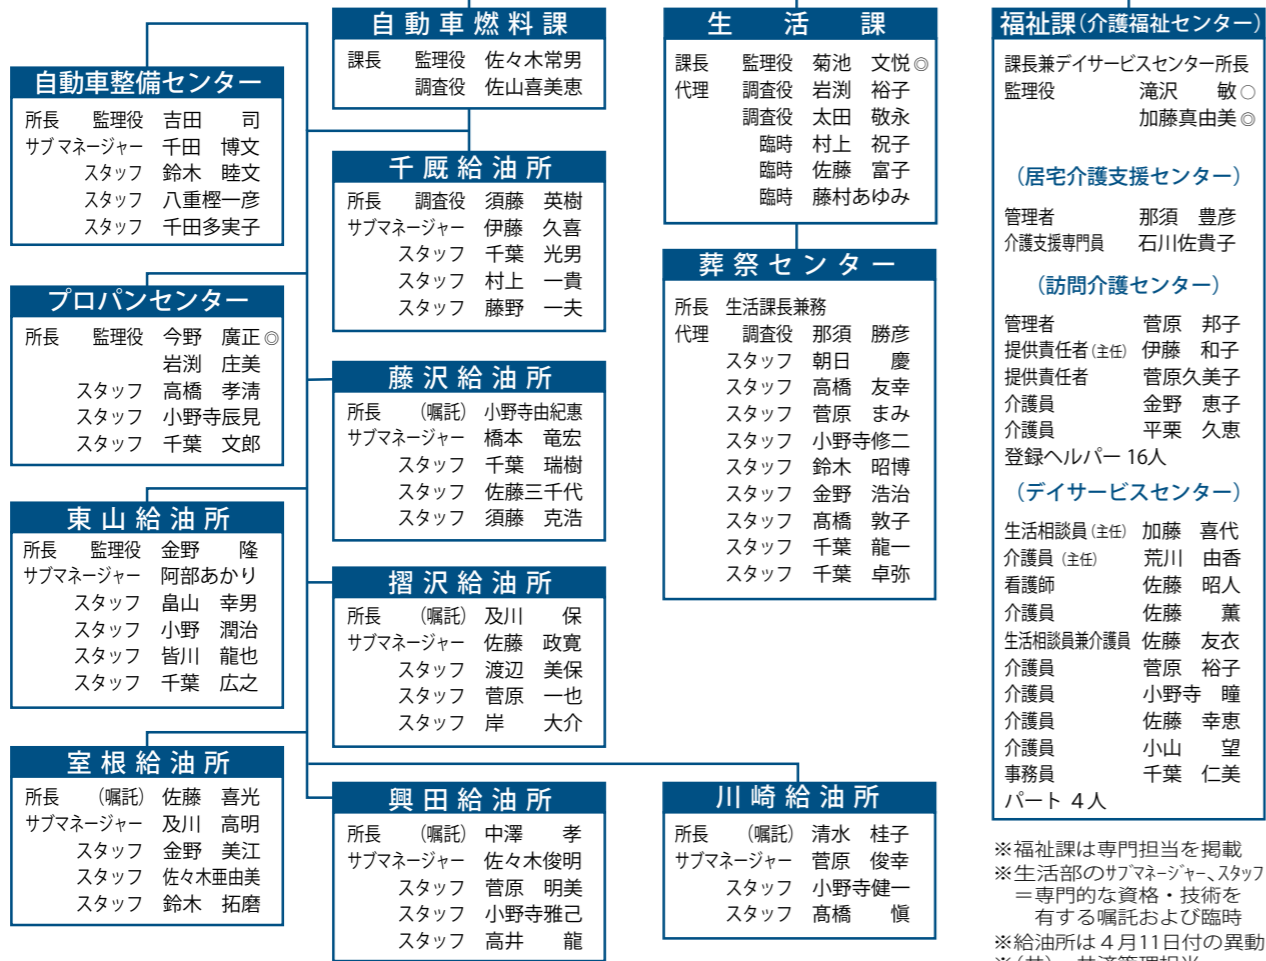 自動車整備センター
所長　監理役　吉田　司
サブマネージャー　千田　博文
スタッフ　鈴木　睦文
スタッフ　八重樫一彦
スタッフ　千田多実子
プロパンセンター
所長　監理役　今野　廣正◎
岩渕　庄美
スタッフ　高橋　孝淸
スタッフ　小野寺辰見
スタッフ　千葉　文郎
東山給油所
所長　監理役　金野　隆
サブマネージャー　阿部あかり
スタッフ　畠山　幸男
スタッフ　小野　潤治
スタッフ　皆川　龍也
スタッフ　千葉　広之
室根給油所
所長　（嘱託）　佐藤　喜光
サブマネージャー　及川　高明
スタッフ　金野　美江
スタッフ　佐々木亜由美
スタッフ　鈴木　拓磨
自動車燃料課
課長　監理役　佐々木常男
調査役　佐山喜美恵
千厩給油所
所長　調査役　須藤　英樹
サブマネージャー　伊藤　久喜
スタッフ　千葉　光男
スタッフ　村上　一貴
スタッフ　藤野　一夫
藤沢給油所
所長　（嘱託）　小野寺由紀惠
サブマネージャー　橋本　竜宏
スタッフ　千葉　瑞樹
スタッフ　佐藤三千代
スタッフ　須藤　克浩
摺沢給油所
所長　（嘱託）　及川　保
サブマネージャー　佐藤　政寛
スタッフ　渡辺　美保
スタッフ　菅原　一也
スタッフ　岸　大介
興田給油所
所長　（嘱託）　中澤　孝
サブマネージャー　佐々木俊明
スタッフ　菅原　明美
スタッフ　小野寺雅己
スタッフ　高井　龍
生活課
課長　監理役　菊池　文悦◎
代理　調査役　岩渕　裕子
調査役　太田　敬永
臨時　村上　祝子
臨時　佐藤　富子
臨時　藤村あゆみ
葬祭センター
所長　生活課長兼務
代理　調査役　那須　勝彦
スタッフ　朝日　慶
スタッフ　高橋　友幸
スタッフ　菅原　まみ
スタッフ　小野寺修二
スタッフ　鈴木　昭博
スタッフ　金野　浩治
スタッフ　髙橋　敦子
スタッフ　千葉　龍一
スタッフ　千葉　卓弥
川崎給油所
所長　（嘱託）　清水　桂子
サブマネージャー　菅原　俊幸
スタッフ　小野寺健一
スタッフ　髙橋　愼
福祉課（介護福祉センター）
課長兼デイサービスセンター所長
監理役　滝沢　敏○
加藤真由美◎
（居宅介護支援センター）
管理者　那須　豊彦
介護支援専門員　石川佐貴子
（訪問介護センター）
管理者　菅原　邦子
提供責任者（主任）　伊藤　和子
提供責任者　菅原久美子
介護員　金野　恵子
介護員　平栗　久恵
登録ヘルパー 16人
（デイサービスセンター）
生活相談員（主任）　加藤　喜代
介護員（主任）　荒川　由香
看護師　佐藤　昭人
介護員　佐藤　薫
生活相談員兼介護員　佐藤　友衣
介護員　菅原　裕子
介護員　小野寺　瞳
介護員　佐藤　幸恵
介護員　小山　望
事務員　千葉　仁美
パート ４人
※福祉課は専門担当を掲載
※生活部のサブマネージャー、スタッフ
＝専門的な資格・技術を
有する嘱託および臨時
※給油所は４月11日付の異動